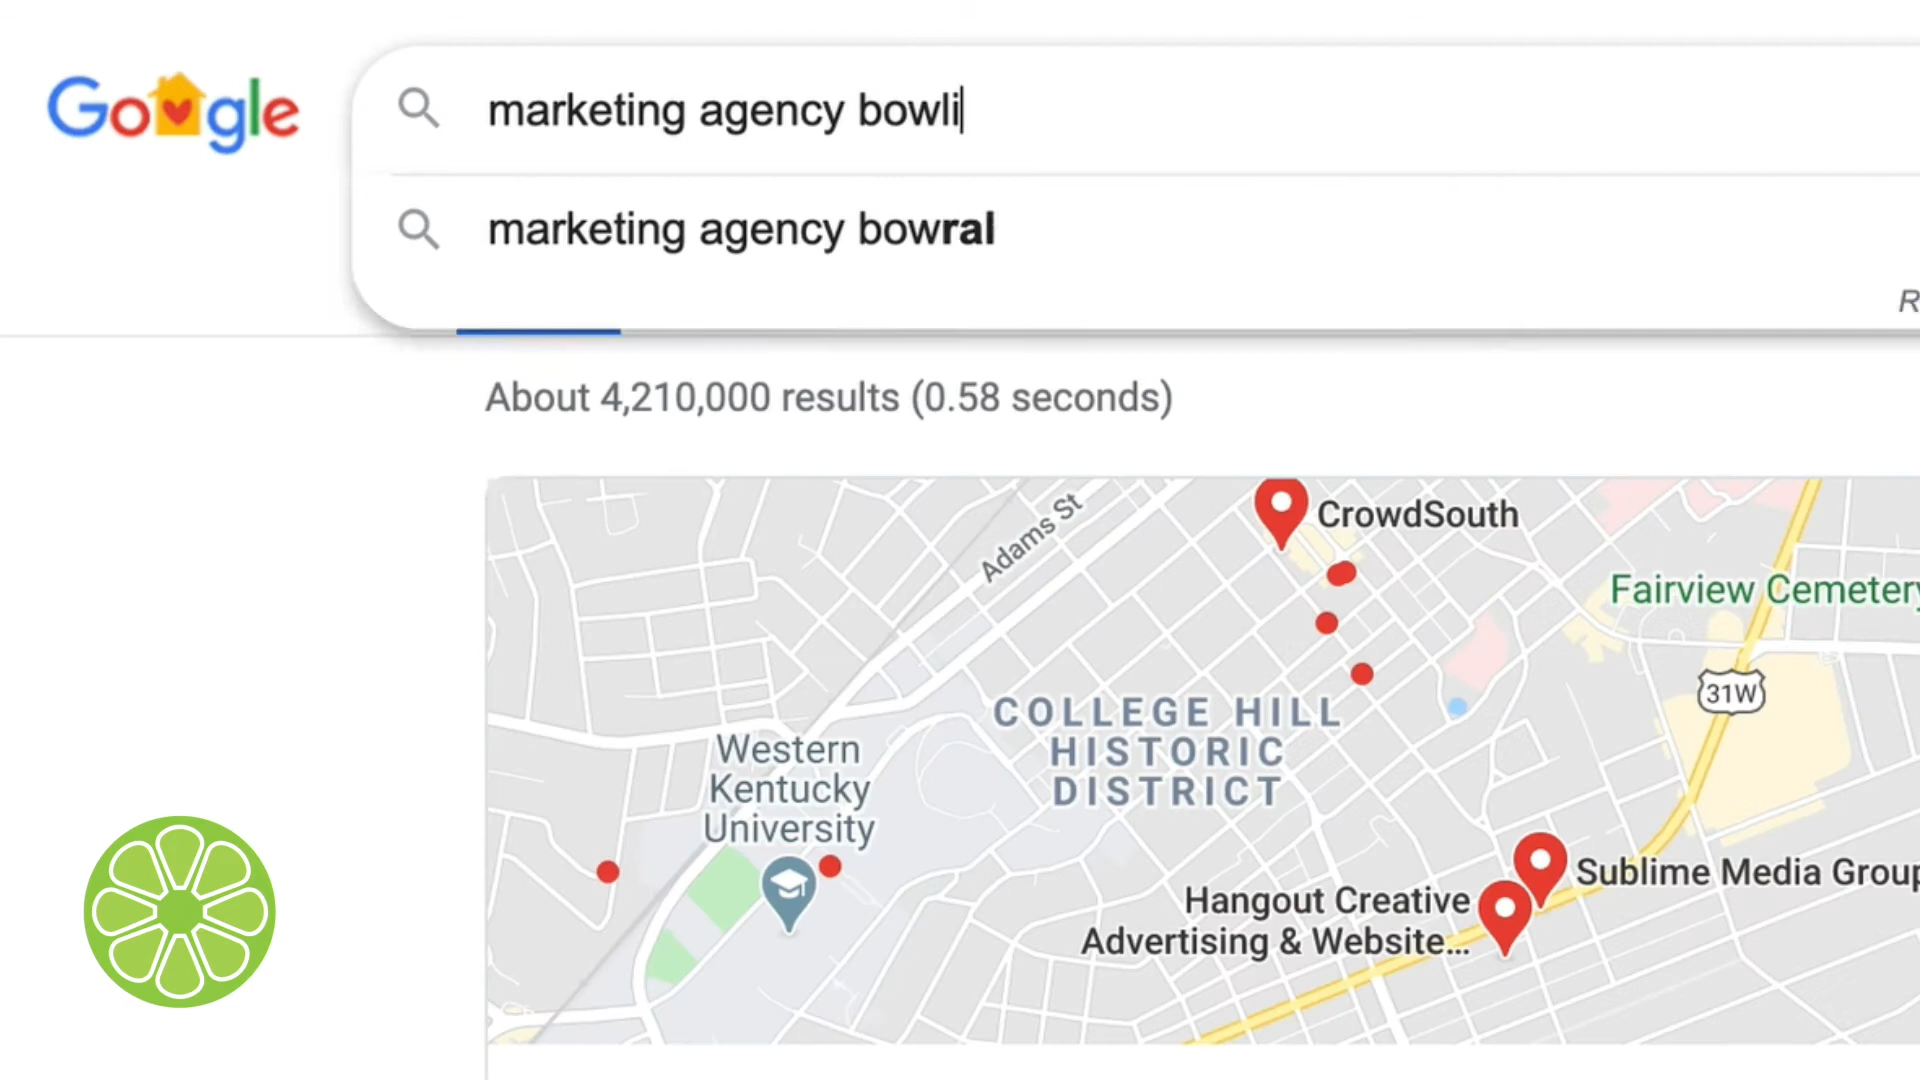 Google
marketing agency bowli
marketing agency bowral
R
About 4,210,000 results (0.58 seconds)
Adams St
CrowdSouth
Fairview Cemetery
31W
COLLEGE HILL
HISTORIC
DISTRICT
Western
Kentucky
University
Sublime Media Group
Hangout Creative
Advertising & Website...